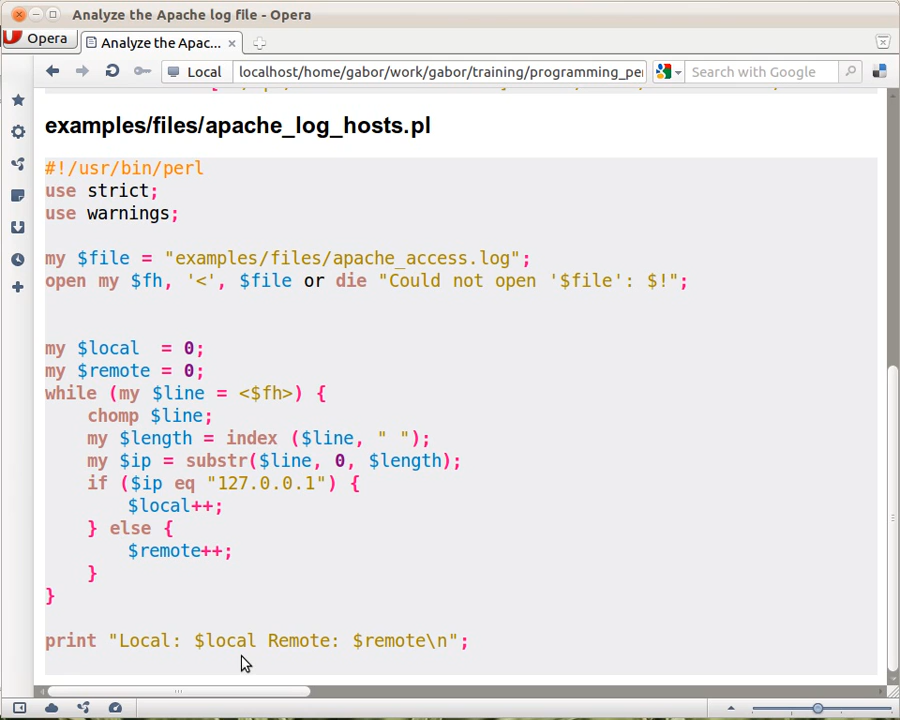 Analyze the Apache log file - Opera
Opera
Analyze the Apac...
Local
localhost/home/gabor/work/gabor/training/programming_pe
Search with Google
examples/files/apache_log_hosts.pl
#!/usr/bin/perl
use strict;
use warnings;
my $file = "examples/files/apache_access.log";
open my $fh, '<', $file or die "Could not open '$file': $!";
my $local  = 0;
my $remote = 0;
while (my $line = <$fh>) {
    chomp $line;
    my $length = index ($line, " ");
    my $ip = substr($line, 0, $length);
    if ($ip eq "127.0.0.1") {
        $local++;
    } else {
        $remote++;
    }
}
print "Local: $local Remote: $remote\n";